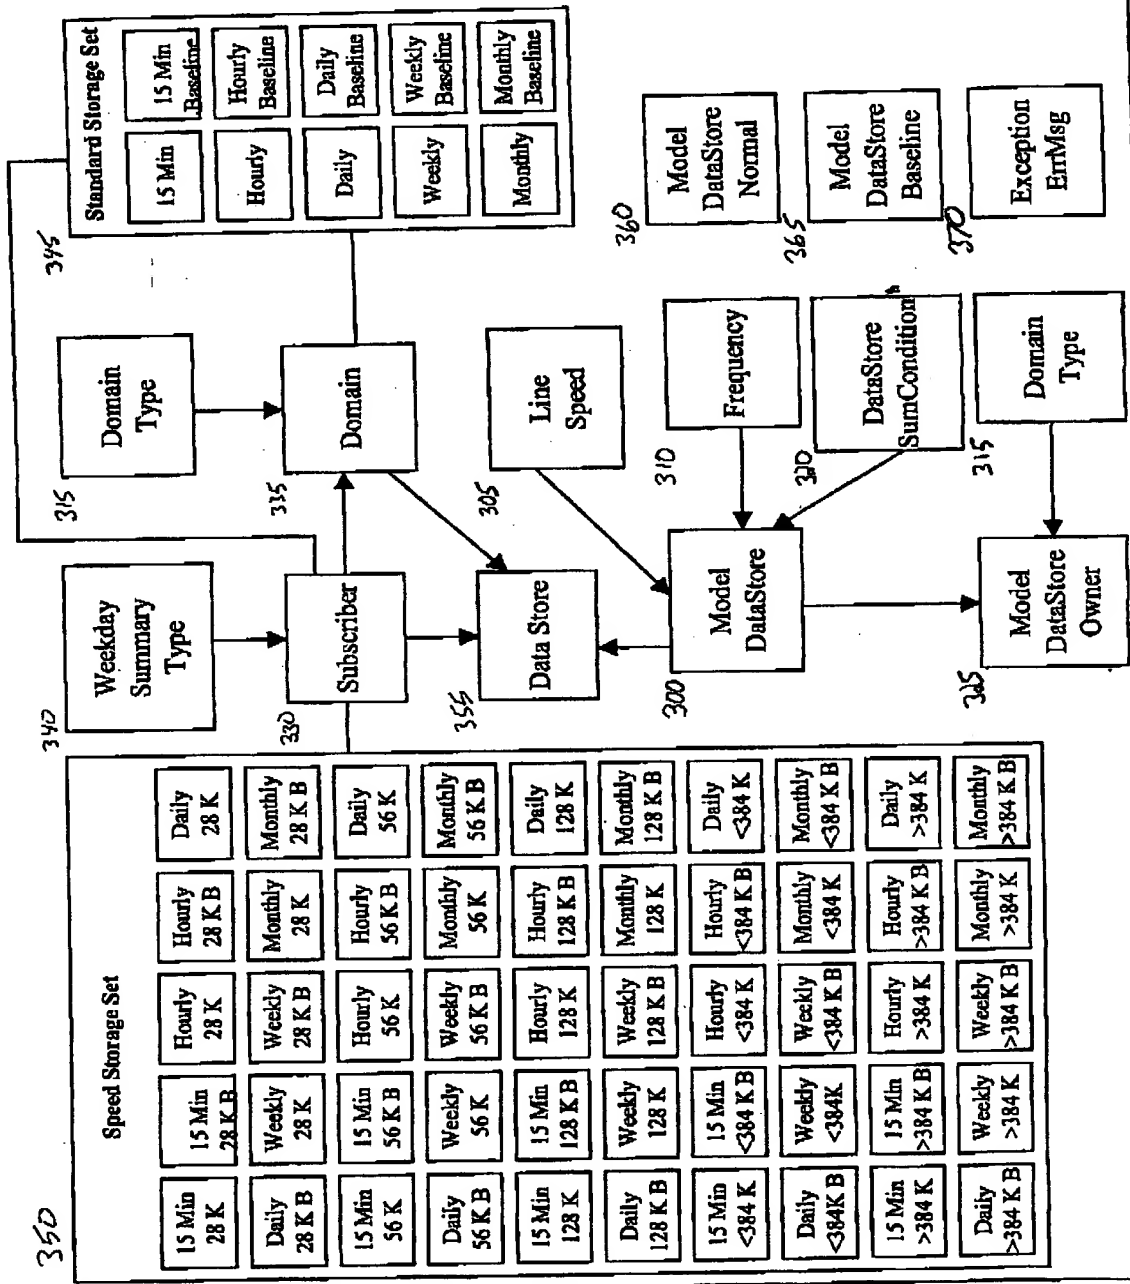 350
Speed Storage Set
15 Min
28 K
15 Min
28 K B
Hourly
28 K
Hourly
28 K B
Daily
28 K
Daily
28 K B
Weekly
28 K
Weekly
28 K B
Monthly
28 K
Monthly
28 K B
15 Min
56 K
15 Min
56 K B
Hourly
56 K
Hourly
56 K B
Daily
56 K
Daily
56 K B
Weekly
56 K
Weekly
56 K B
Monthly
56 K
Monthly
56 K B
15 Min
128 K
15 Min
128 K B
Hourly
128 K
Hourly
128 K B
Daily
128 K
Daily
128 K B
Weekly
128 K
Weekly
128 K B
Monthly
128 K
Monthly
128 K B
15 Min
<384 K
15 Min
<384 K B
Hourly
<384 K
Hourly
<384 K B
Daily
<384 K
Daily
<384K B
Weekly
<384K
Weekly
<384 K B
Monthly
<384 K
Monthly
<384 K B
15 Min
>384 K
15 Min
>384 K B
Hourly
>384 K
Hourly
>384 K B
Daily
>384 K
Daily
>384 K B
Weekly
>384 K
Weekly
>384 K B
Monthly
>384 K
Monthly
>384 K B
340
Weekday
Summary
Type
315
Domain
Type
345
Standard Storage Set
15 Min
15 Min
Baseline
Hourly
Hourly
Baseline
Daily
Daily
Baseline
Weekly
Weekly
Baseline
Monthly
Monthly
Baseline
330
Subscriber
335
Domain
355
Data Store
305
Line
Speed
300
Model
DataStore
310
Frequency
360
Model
DataStore
Normal
320
DataStore
SumCondition
365
Model
DataStore
Baseline
325
Model
DataStore
Owner
315
Domain
Type
370
Exception
ErrMsg